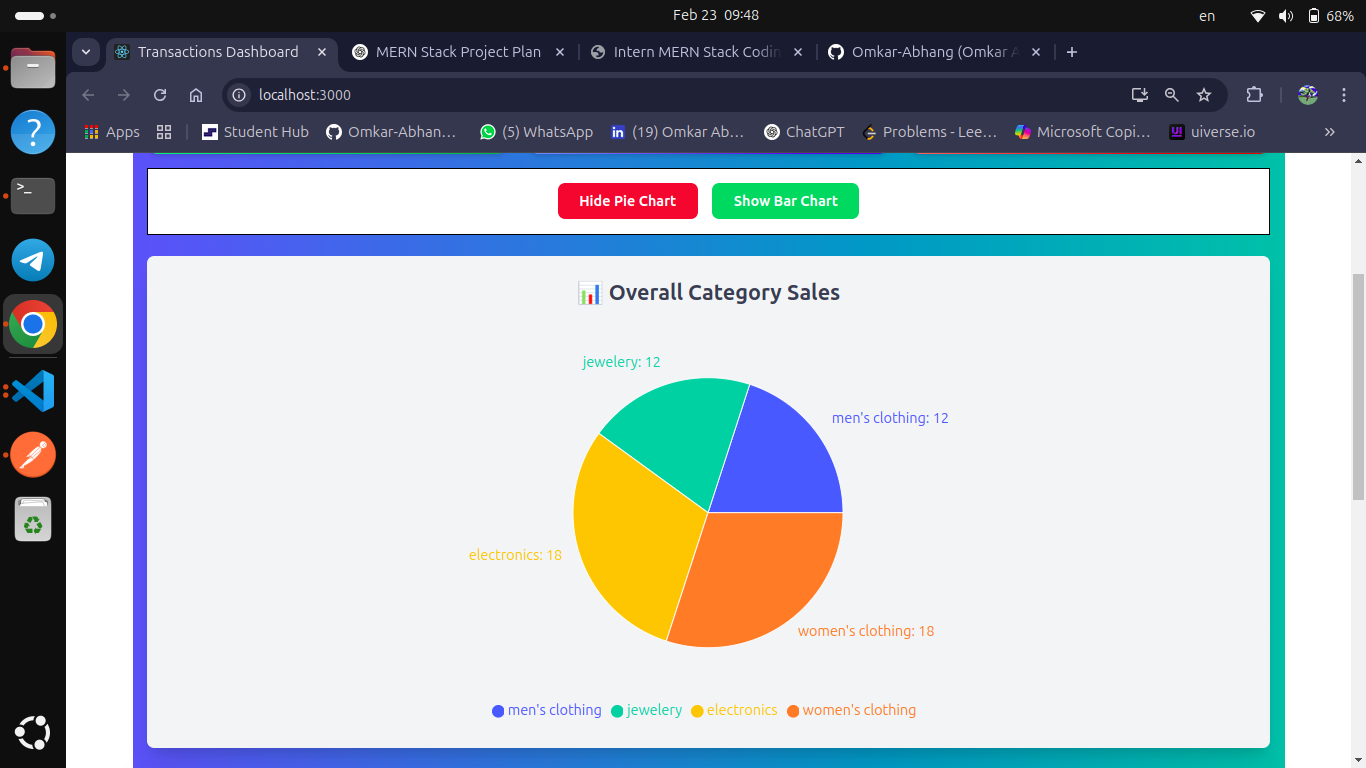 Feb 23 09:48
en
68%
Transactions Dashboard
MERN Stack Project Plan
Intern MERN Stack Codin
Omkar-Abhang (Omkar A
localhost:3000
Apps
Student Hub
Omkar-Abhan…
(5) WhatsApp
(19) Omkar Ab…
ChatGPT
Problems - Lee…
Microsoft Copi…
UI
uiverse.io
»
Hide Pie Chart
Show Bar Chart
Overall Category Sales
jewelery: 12
men's clothing: 12
electronics: 18
women's clothing: 18
men's clothing
jewelery
electronics
women's clothing